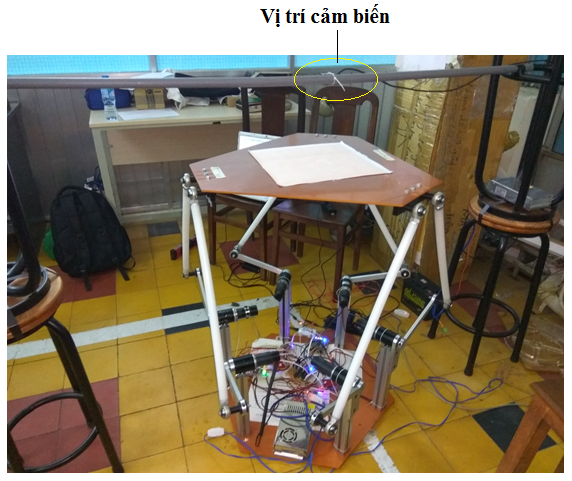 Vị trí cảm biến